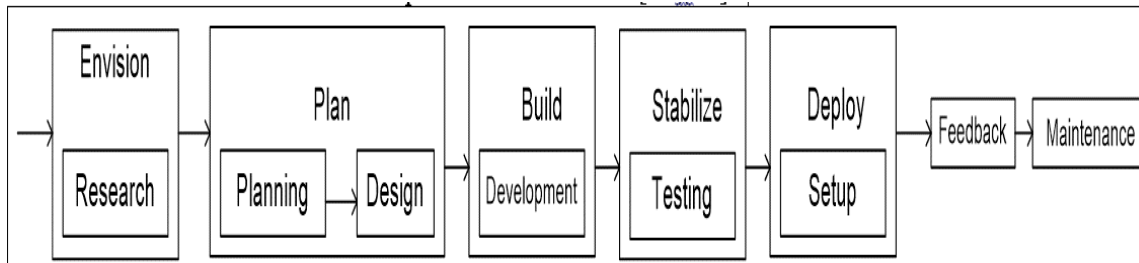 Envision
Research
Plan
Planning
Design
Build
Development
Stabilize
Testing
Deploy
Setup
Feedback
Maintenance